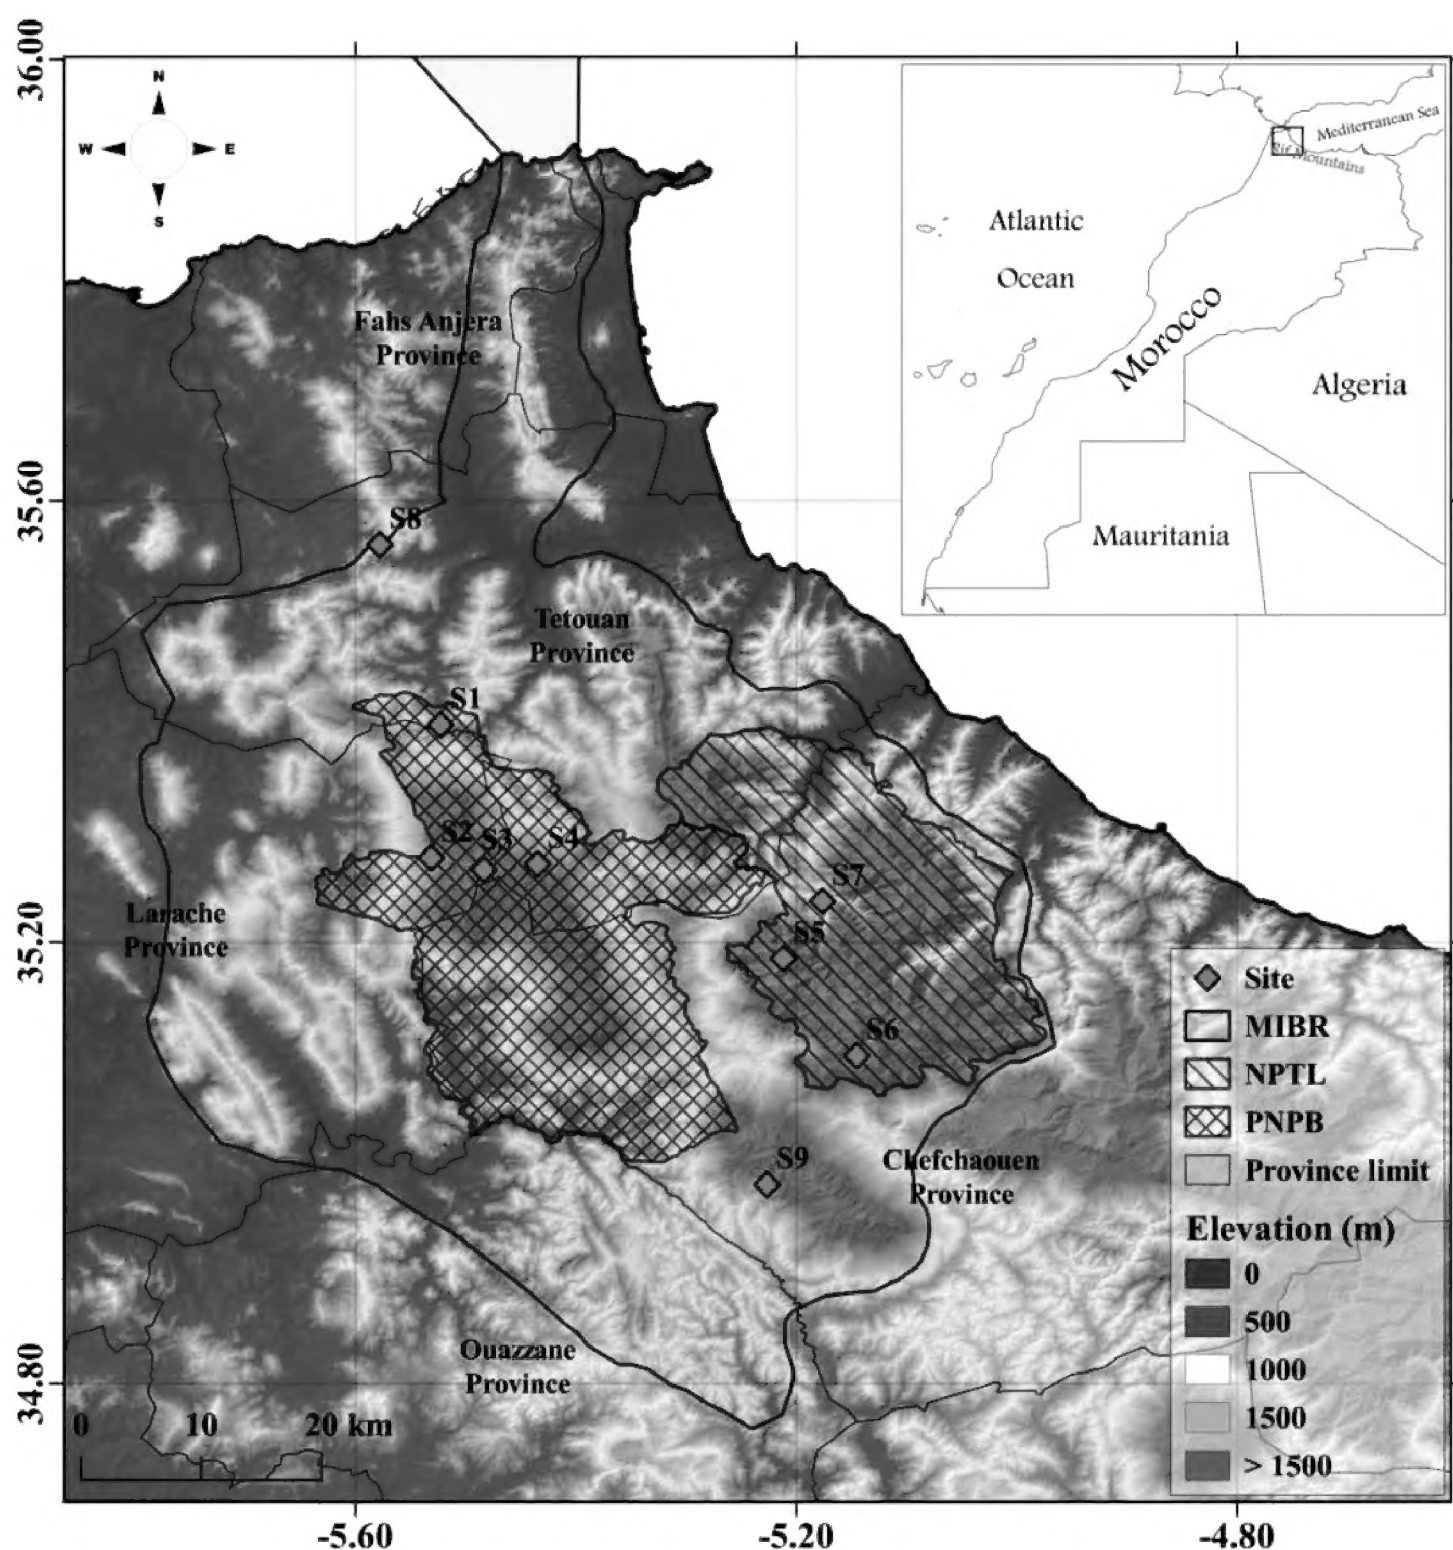 36.00
35.60
35.20
34.80
N
W
E
S
Fahs Anjera
Province
S8
Tetouan
Province
S1
S2
S3
S4
S7
S5
S6
S9
Larache
Province
Chefchaouen
Province
Ouazzane
Province
0 10 20 km
-5.60
-5.20
-4.80
Mediterranean Sea
Rif Mountains
Atlantic
Ocean
Morocco
Algeria
Mauritania
Site
MIBR
NPTL
PNPB
Province limit
Elevation (m)
0
500
1000
1500
> 1500